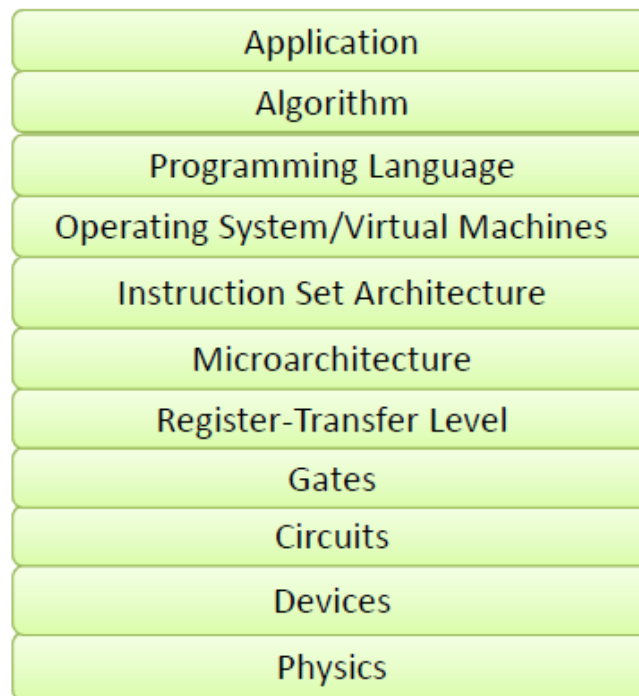 Application
Algorithm
Programming Language
Operating System/Virtual Machines
Instruction Set Architecture
Microarchitecture
Register-Transfer Level
Gates
Circuits
Devices
Physics